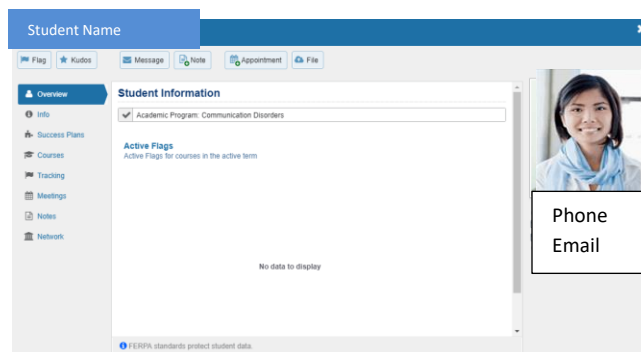 Student Name
Flag Kudos Message Note Appointment File
Overview
Info
Success Plans
Courses
Tracking
Meetings
Notes
Network
Student Information
Academic Program: Communication Disorders
Active Flags
Active Flags for courses in the active term
No data to display
FERPA standards protect student data.
Phone
Email